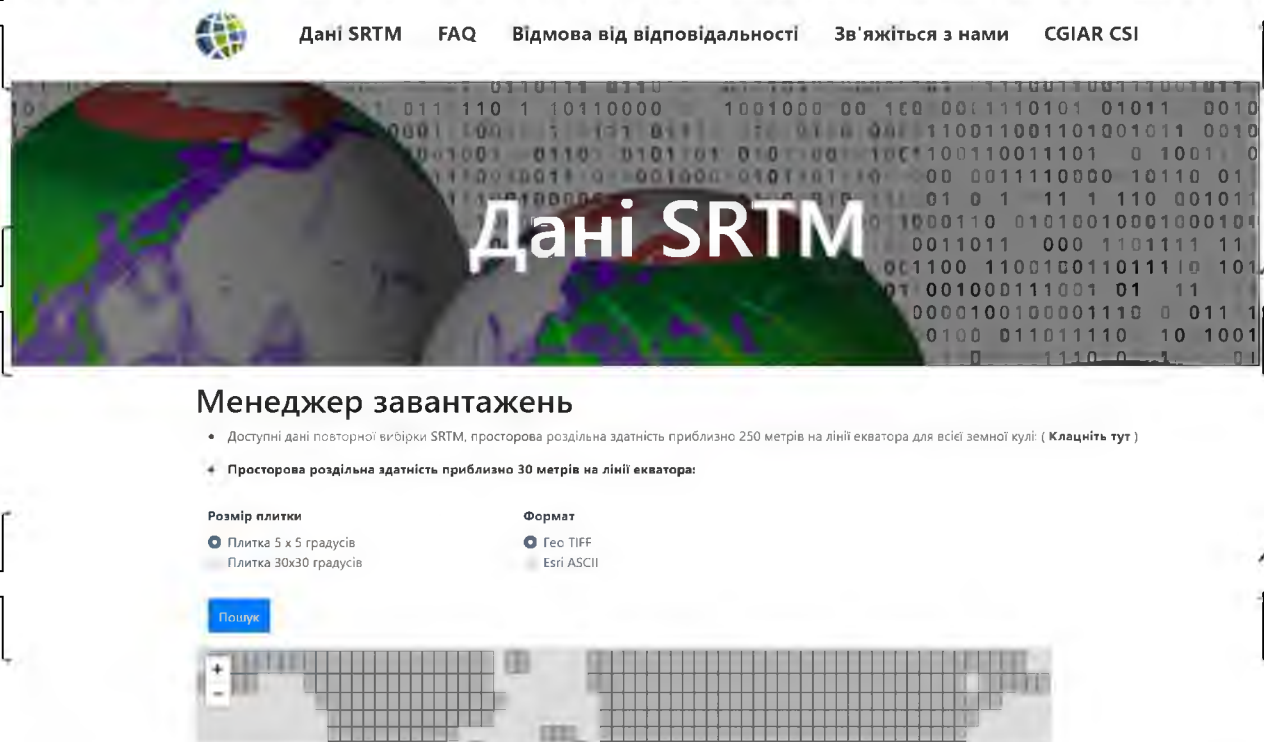 Дані SRTM FAQ Відмова від відповідальності Зв'яжіться з нами CGIAR CSI
Дані SRTM
Менеджер завантажень
• Доступні дані повторної вибірки SRTM, просторова роздільна здатність приблизно 250 метрів на лінії екватора для всієї земної кулі: ( Клацніть тут )
• Просторова роздільна здатність приблизно 30 метрів на лінії екватора:
Розмір плитки Формат
Плитка 5 x 5 градусів Гео TIFF
Плитка 30x30 градусів Esri ASCII
Пошук
+
−